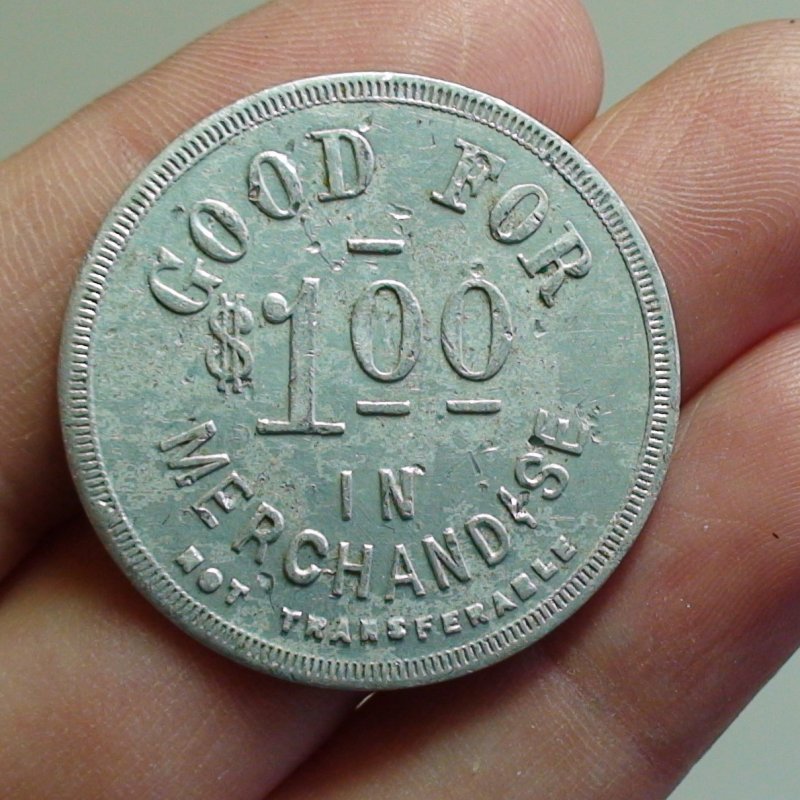 GOOD FOR
$1.00
IN
MERCHANDISE
NOT TRANSFERABLE